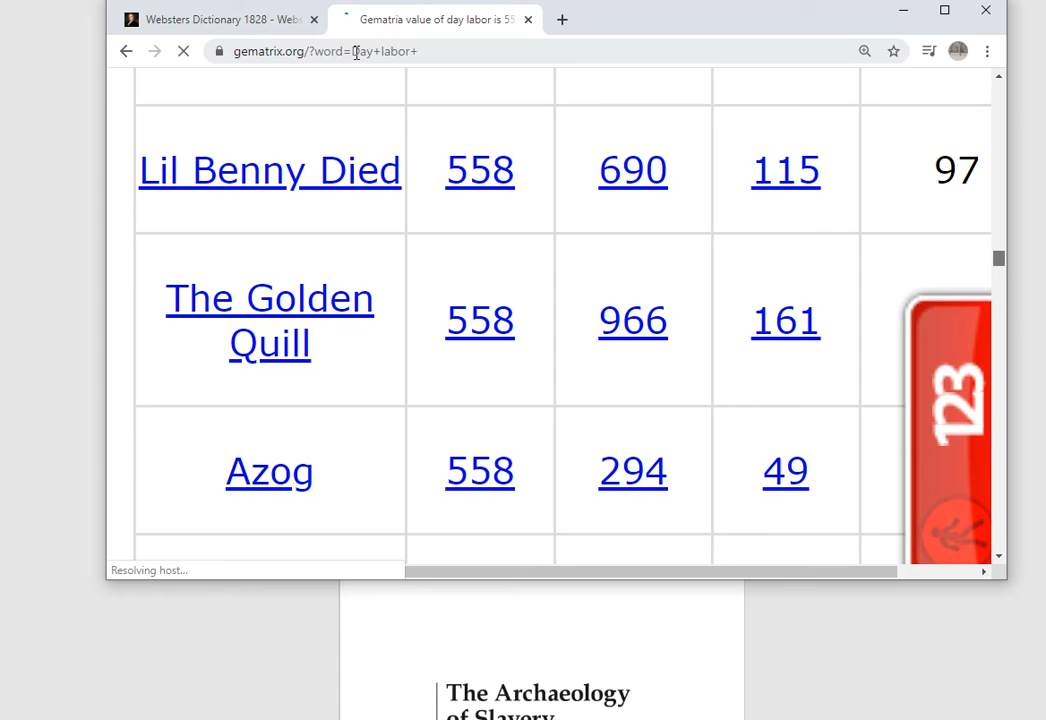 Websters Dictionary 1828 - Webs
Gematria value of day labor is 55
gematrix.org/?word=day+labor+
Lil Benny Died 558 690 115 97
The Golden Quill 558 966 161
Azog 558 294 49
123
Resolving host...
The Archaeology
of Slavery